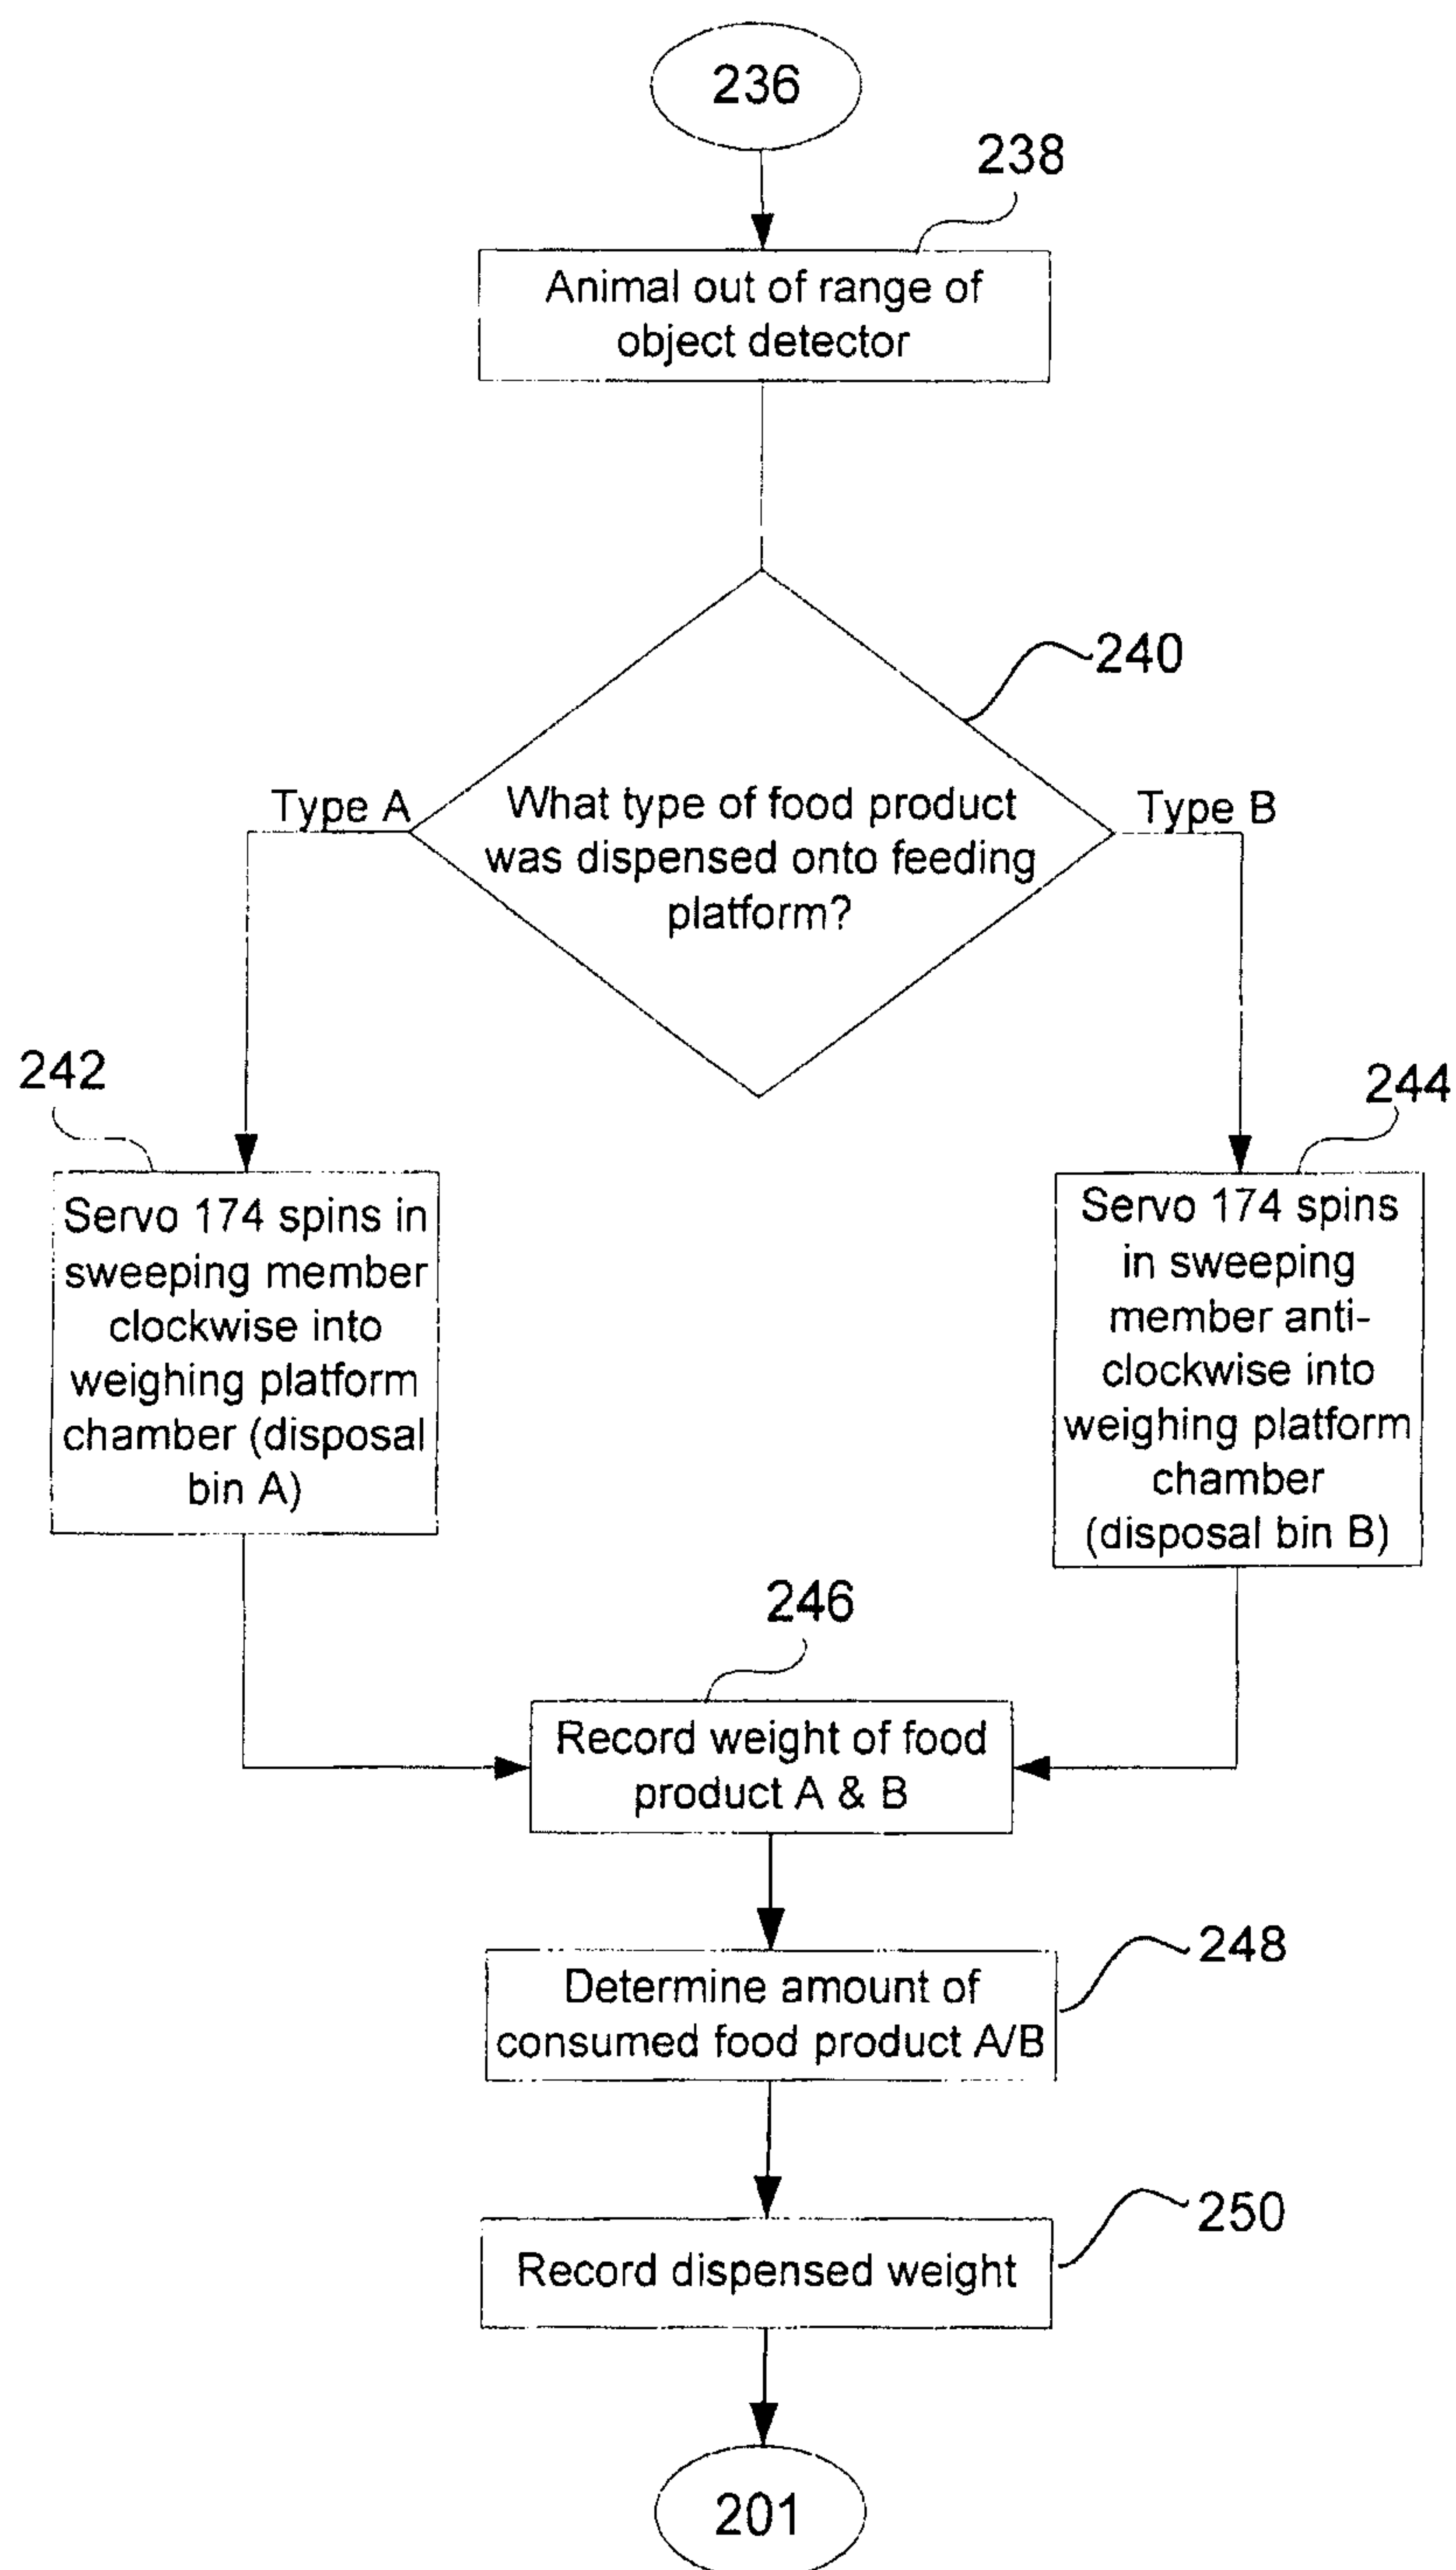 236
238
Animal out of range of
object detector
240
Type A
What type of food product
was dispensed onto feeding
platform?
Type B
242
Servo 174 spins in
sweeping member
clockwise into
weighing platform
chamber (disposal
bin A)
244
Servo 174 spins
in sweeping
member anti-
clockwise into
weighing platform
chamber
(disposal bin B)
246
Record weight of food
product A & B
248
Determine amount of
consumed food product A/B
250
Record dispensed weight
201